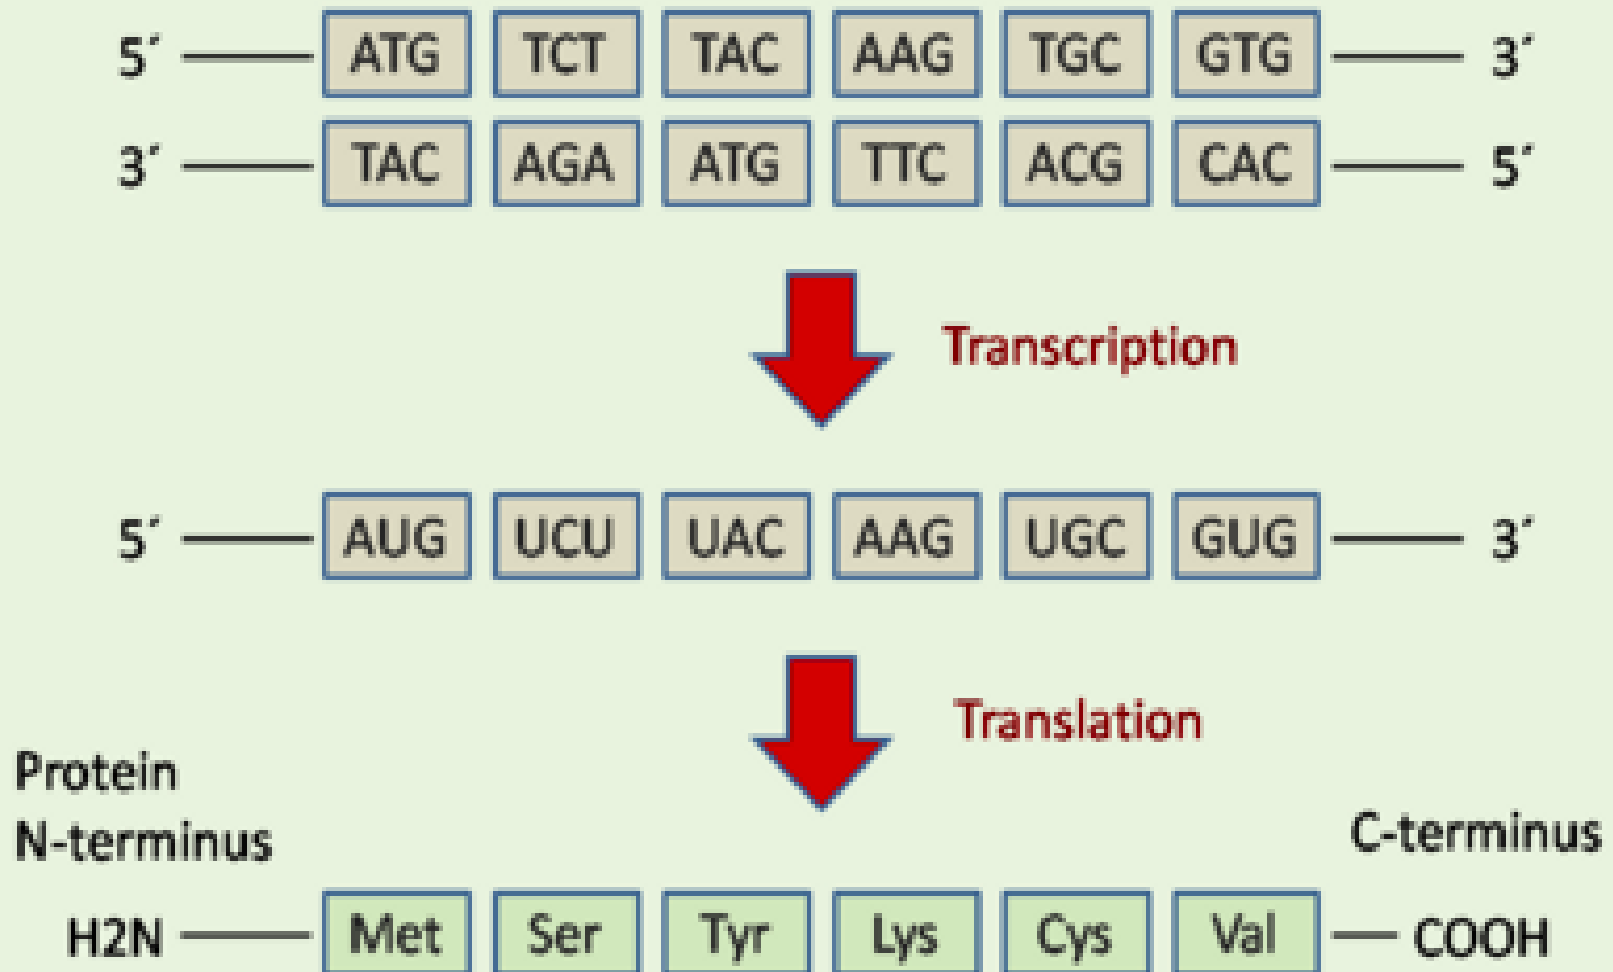 5´ ATG TCT TAC AAG TGC GTG 3´
3´ TAC AGA ATG TTC ACG CAC 5´
Transcription
5´ AUG UCU UAC AAG UGC GUG 3´
Translation
Protein
N-terminus
C-terminus
H2N Met Ser Tyr Lys Cys Val COOH